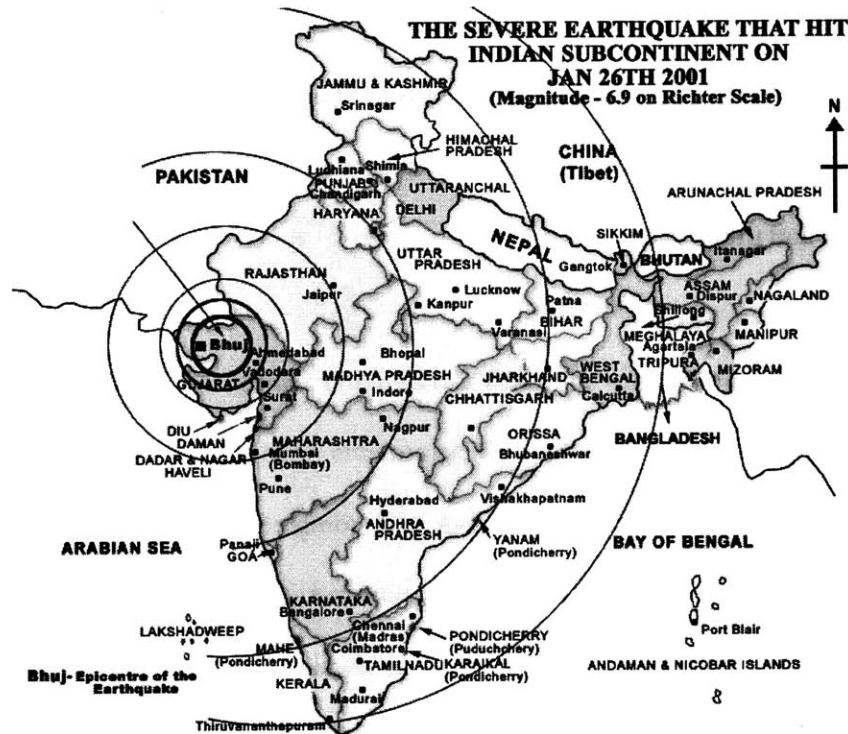 THE SEVERE EARTHQUAKE THAT HIT
INDIAN SUBCONTINENT ON
JAN 26TH 2001
(Magnitude - 6.9 on Richter Scale)
N
JAMMU & KASHMIR
Srinagar
HIMACHAL
PRADESH
CHINA
(Tibet)
PAKISTAN
Ludhiana
Shimla
PUNJAB
Chandigarh
UTTARANCHAL
ARUNACHAL PRADESH
HARYANA
DELHI
NEPAL
SIKKIM
Gangtok
BHUTAN
Itanagar
RAJASTHAN
Jaipur
UTTAR
PRADESH
Lucknow
Kanpur
Patna
BIHAR
Varanasi
ASSAM
Dispur
Shillong
NAGALAND
MEGHALAYA
MANIPUR
Agartala
TRIPURA
MIZORAM
Bhuj
Ahmedabad
Vadodara
GUJARAT
Surat
Bhopal
MADHYA PRADESH
Indore
JHARKHAND
WEST
BENGAL
Calcutta
CHHATTISGARH
DIU
DAMAN
DADAR & NAGAR
HAVELI
MAHARASHTRA
Mumbai
(Bombay)
Pune
Nagpur
ORISSA
Bhubaneshwar
BANGLADESH
Hyderabad
ANDHRA
PRADESH
Vishakhapatnam
YANAM
(Pondicherry)
ARABIAN SEA
Panaji
GOA
BAY OF BENGAL
KARNATAKA
Bangalore
LAKSHADWEEP
Chennai
(Madras)
Coimbatore
PONDICHERRY
(Puduchchery)
Port Blair
MAHE
(Pondicherry)
TAMILNADU
KARAIKAL
(Pondicherry)
ANDAMAN & NICOBAR ISLANDS
Bhuj- Epicentre of the
Earthquake
KERALA
Madurai
Thiruvananthapuram